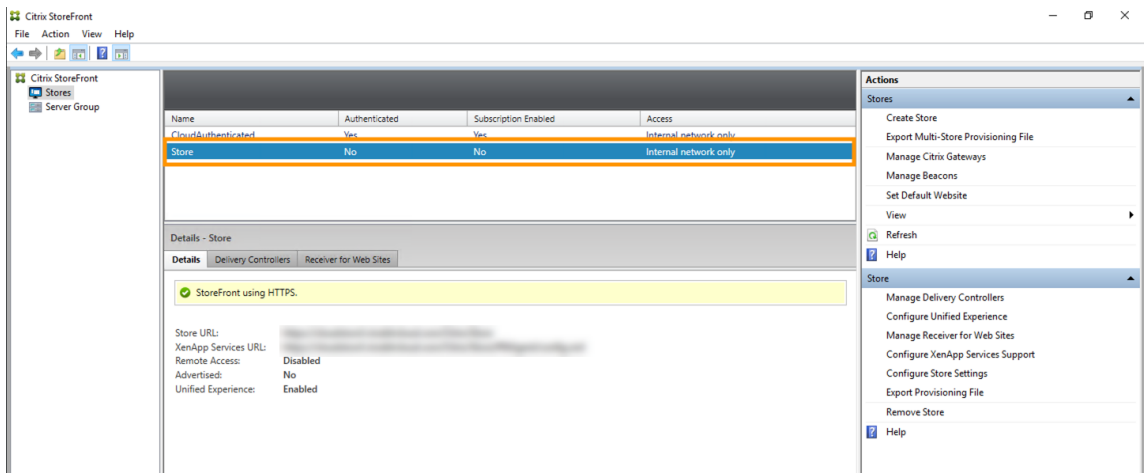 Citrix StoreFront
File Action View Help
Citrix StoreFront
Stores
Server Group
Name Authenticated Subscription Enabled Access
CloudAuthenticated Yes Yes Internal network only
Store No No Internal network only
Details - Store
Details Delivery Controllers Receiver for Web Sites
StoreFront using HTTPS.
Store URL:
XenApp Services URL:
Remote Access: Disabled
Advertised: No
Unified Experience: Enabled
Actions
Stores
Create Store
Export Multi-Store Provisioning File
Manage Citrix Gateways
Manage Beacons
Set Default Website
View
Refresh
Help
Store
Manage Delivery Controllers
Configure Unified Experience
Manage Receiver for Web Sites
Configure XenApp Services Support
Configure Store Settings
Export Provisioning File
Remove Store
Help